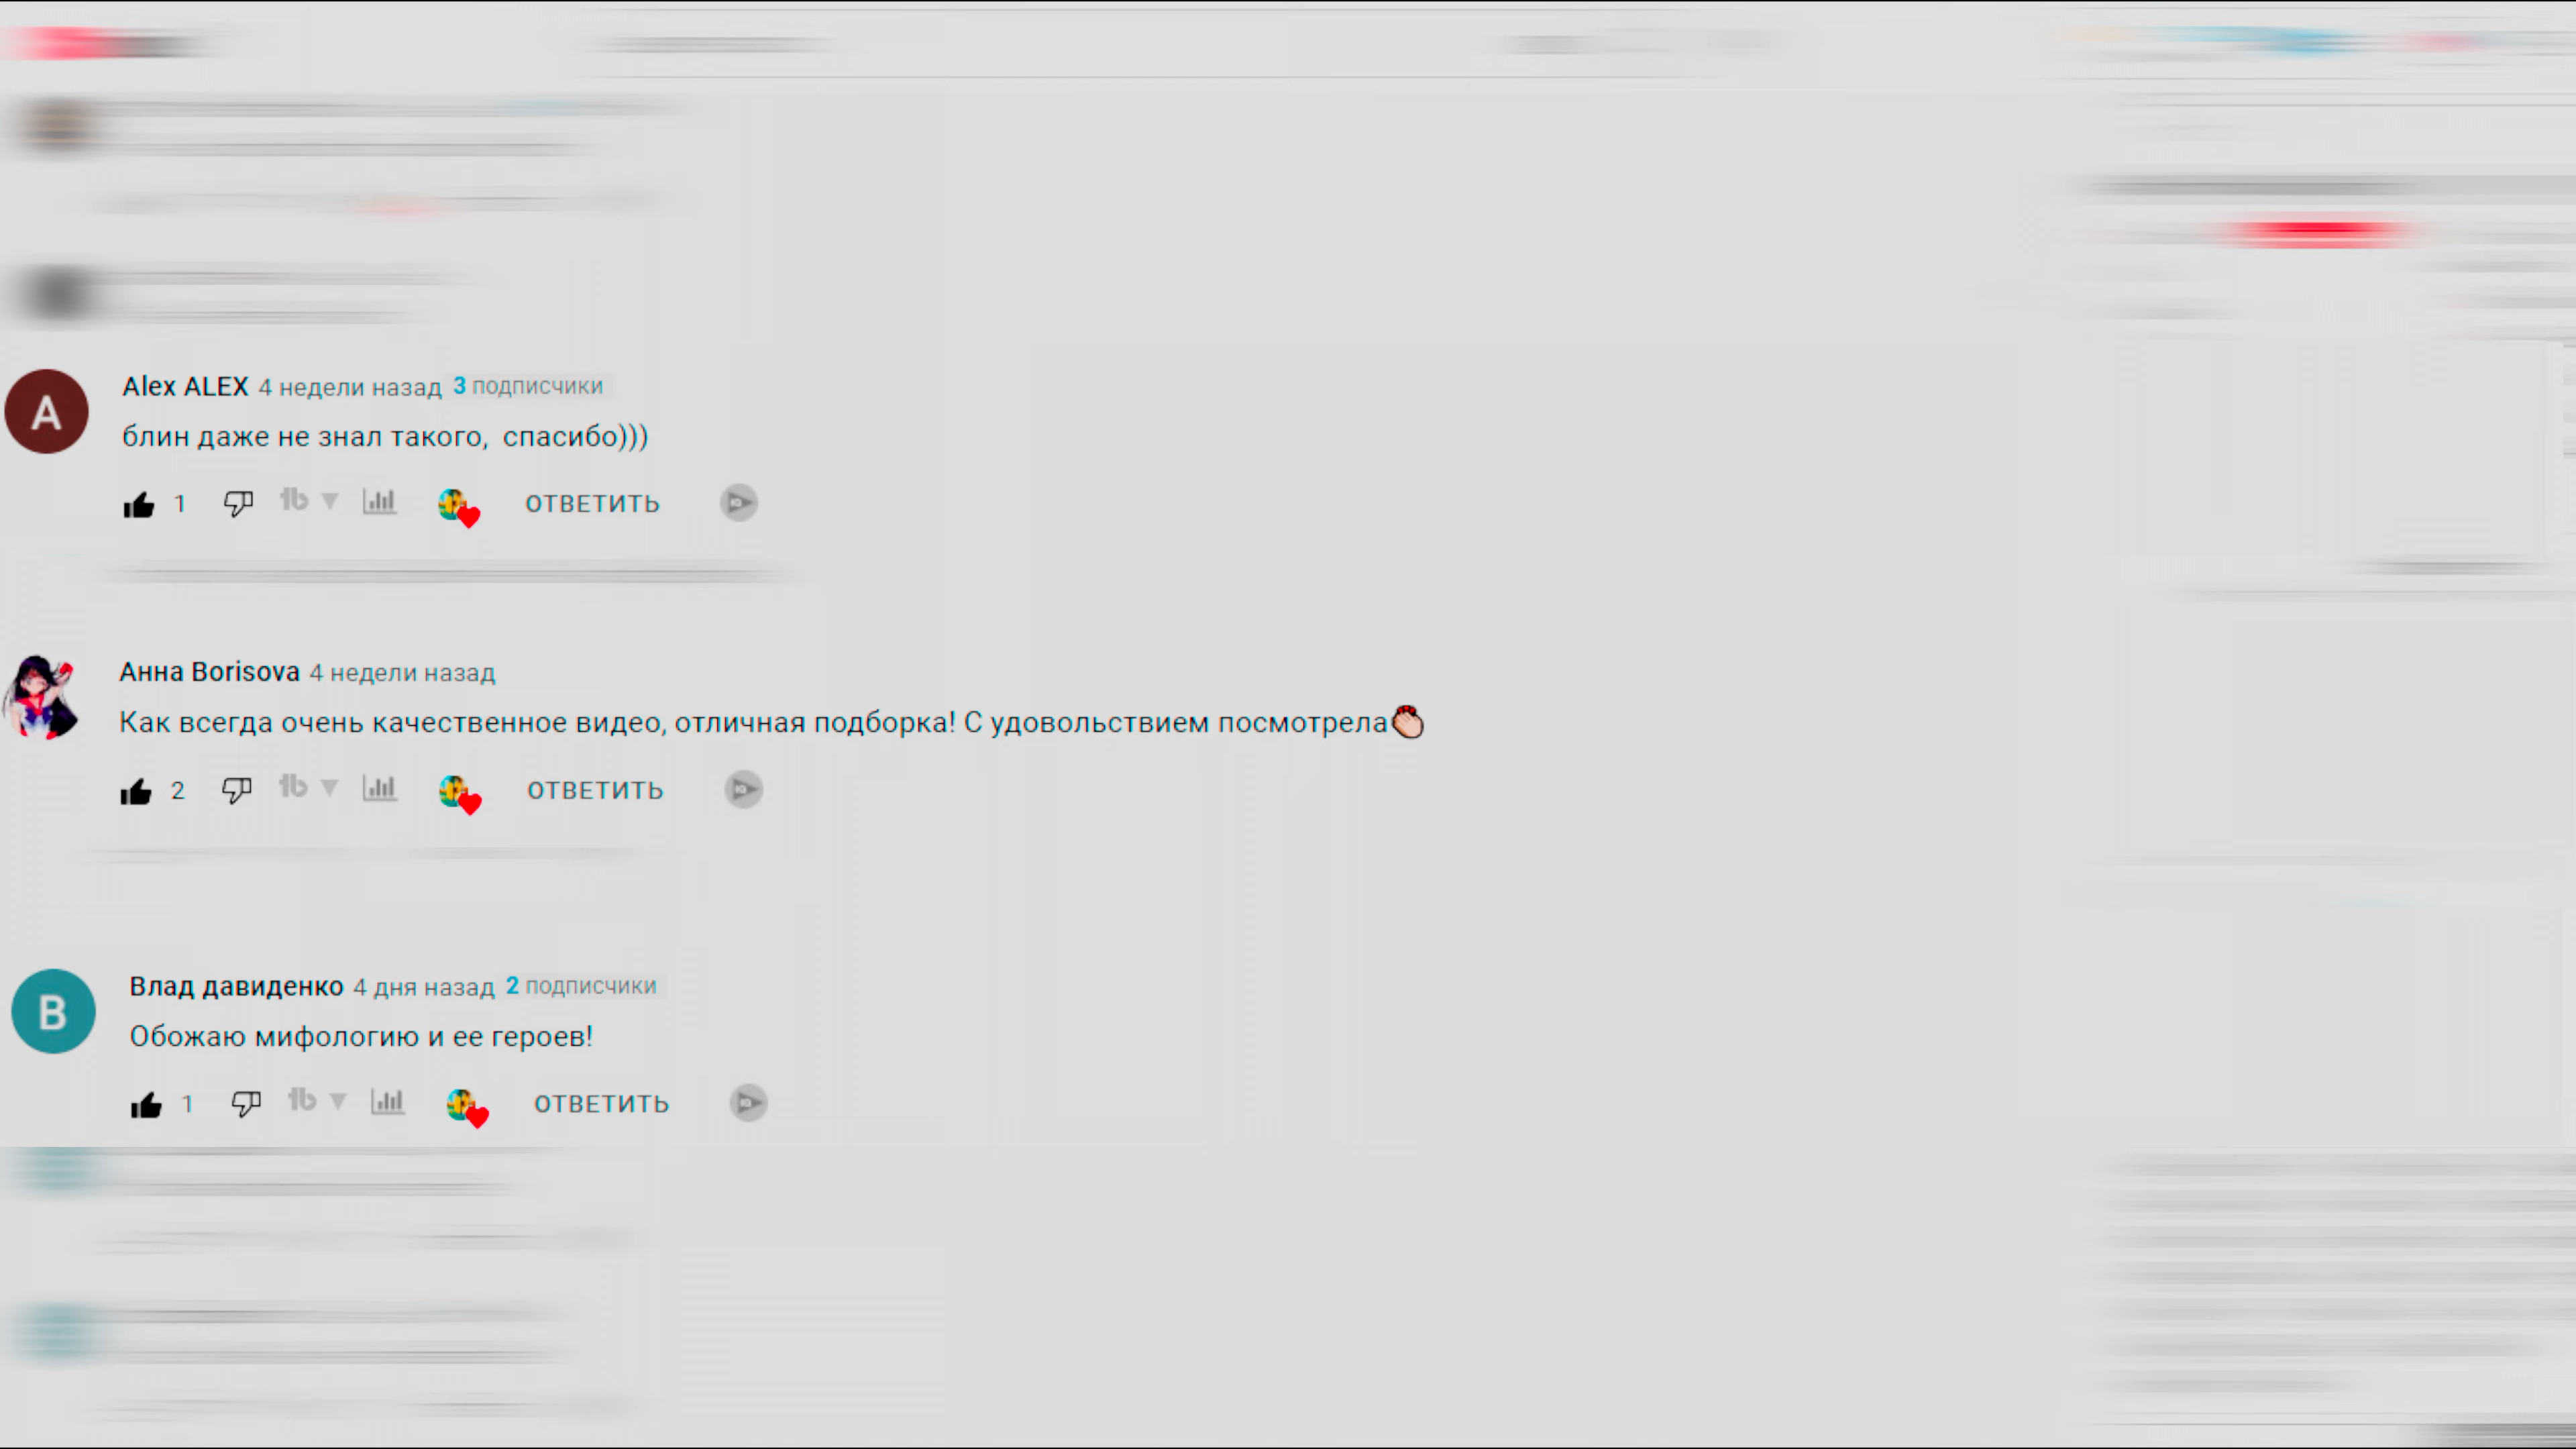 A
Alex ALEX 4 недели назад 3 подписчики
блин даже не знал такого, спасибо)))
1 ОТВЕТИТЬ
Анна Borisova 4 недели назад
Как всегда очень качественное видео, отличная подборка! С удовольствием посмотрела
2 ОТВЕТИТЬ
В
Влад давиденко 4 дня назад 2 подписчики
Обожаю мифологию и ее героев!
1 ОТВЕТИТЬ